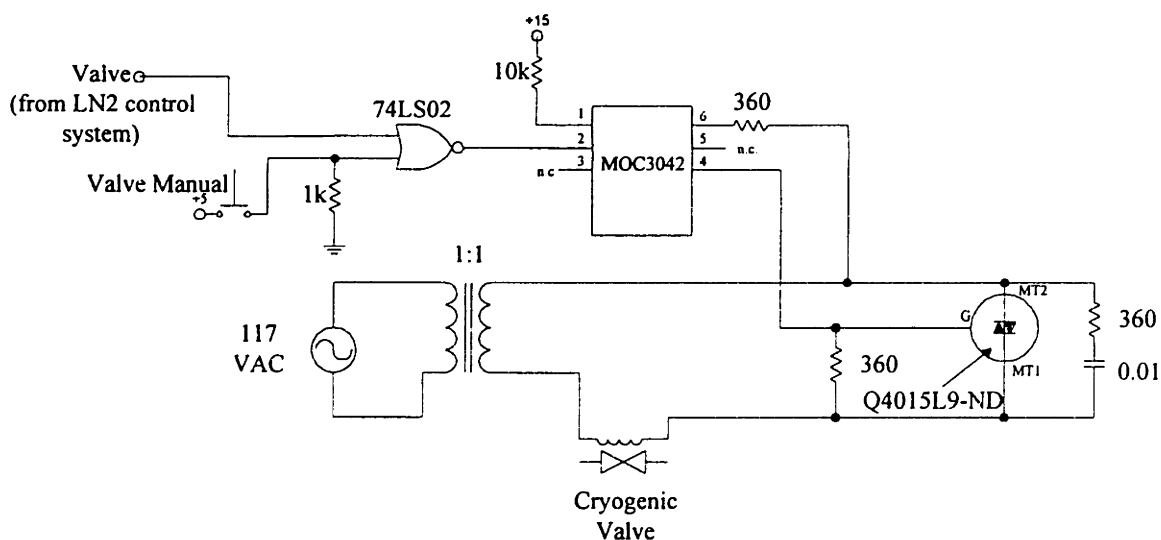 +15
10k
Valve
(from LN2 control
system)
74LS02
360
1
2
3
6
5
4
n.c.
n c
MOC3042
Valve Manual
+5
1k
1:1
117
VAC
MT2
G
MT1
360
360
0.01
Q4015L9-ND
Cryogenic
Valve